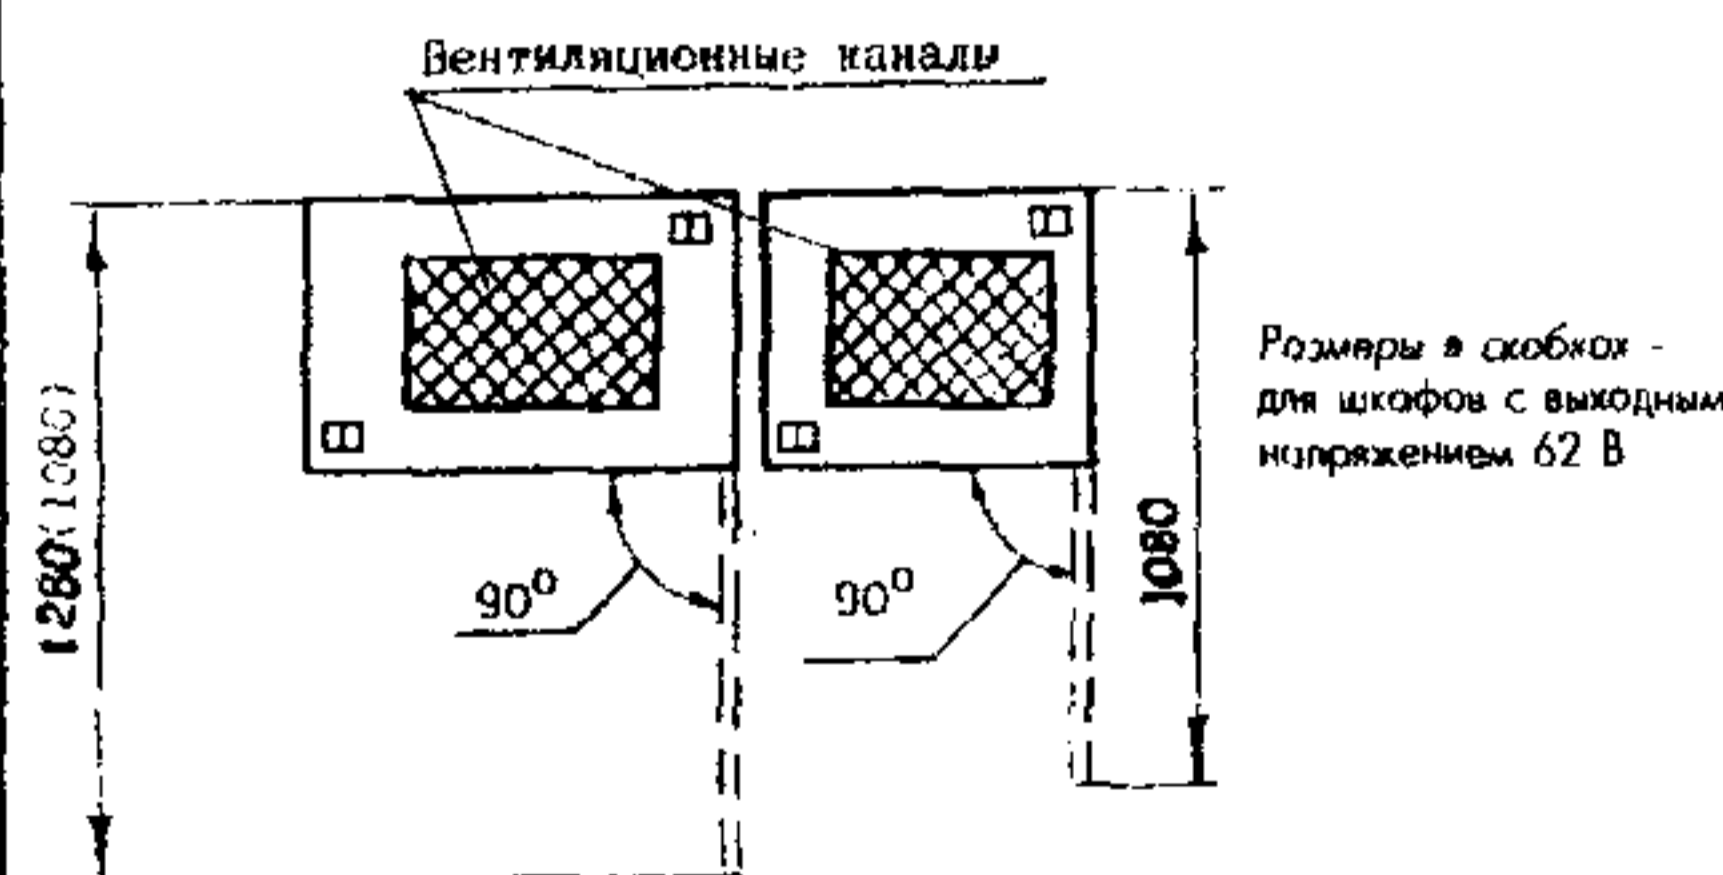 Вентиляционные каналы
Размеры в скобках -
для шкафов с выходным
напряжением 62 В
1280(1080)
90°
90°
1080